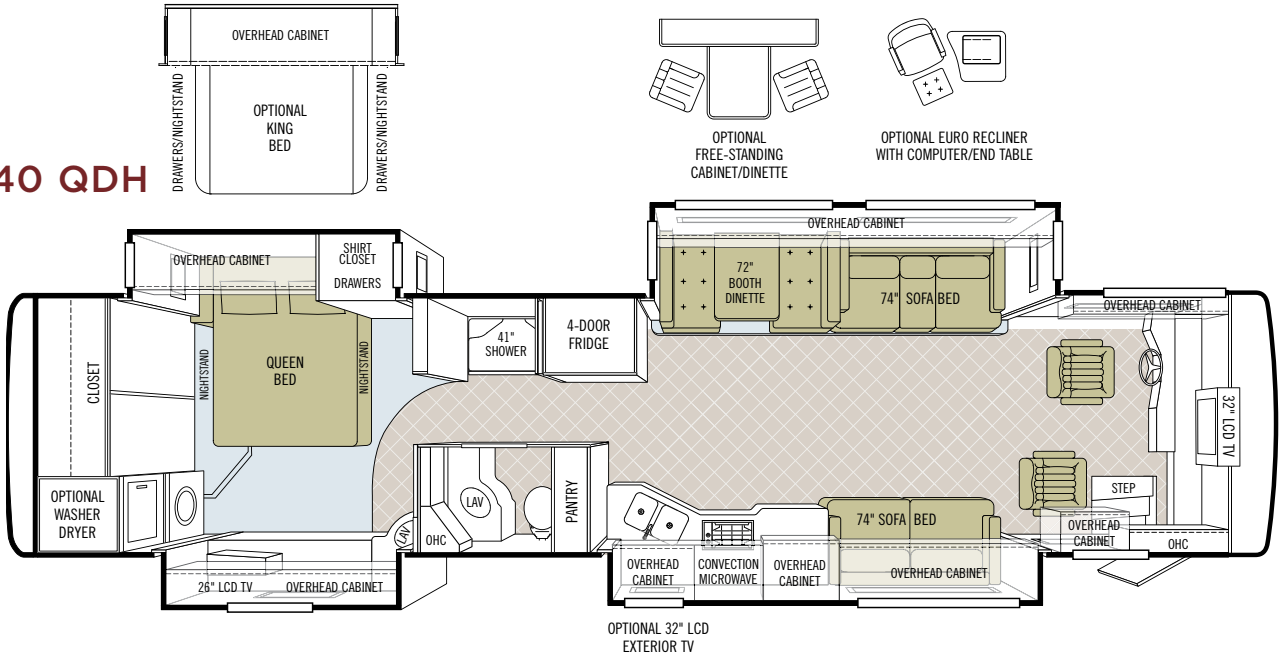 OVERHEAD CABINET
DRAWERS/NIGHTSTAND
OPTIONAL
KING
BED
DRAWERS/NIGHTSTAND
40 QDH
OPTIONAL
FREE-STANDING
CABINET/DINETTE
OPTIONAL EURO RECLINER
WITH COMPUTER/END TABLE
OVERHEAD CABINET
SHIRT
CLOSET
DRAWERS
OVERHEAD CABINET
72"
BOOTH
DINETTE
74" SOFA BED
OVERHEAD CABINET
CLOSET
NIGHTSTAND
QUEEN
BED
NIGHTSTAND
41"
SHOWER
4-DOOR
FRIDGE
32" LCD TV
OPTIONAL
WASHER
DRYER
LAV
OHC
LAV
PANTRY
74" SOFA BED
STEP
OVERHEAD
CABINET
OHC
26" LCD TV
OVERHEAD CABINET
OVERHEAD
CABINET
CONVECTION
MICROWAVE
OVERHEAD
CABINET
OVERHEAD CABINET
OPTIONAL 32" LCD
EXTERIOR TV